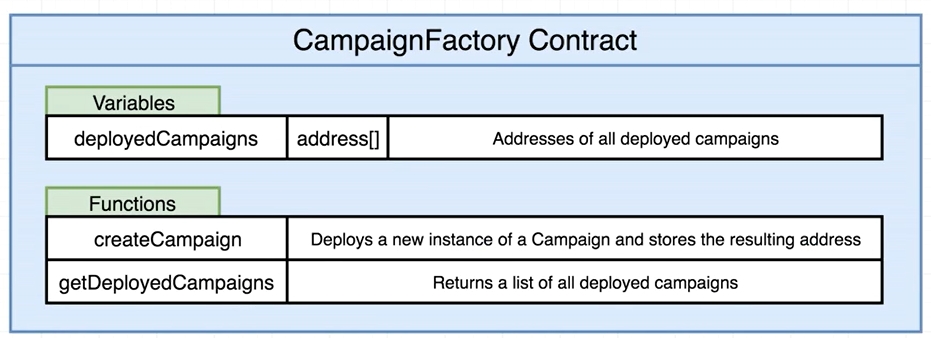 CampaignFactory Contract
Variables
deployedCampaigns address[] Addresses of all deployed campaigns
Functions
createCampaign Deploys a new instance of a Campaign and stores the resulting address
getDeployedCampaigns Returns a list of all deployed campaigns